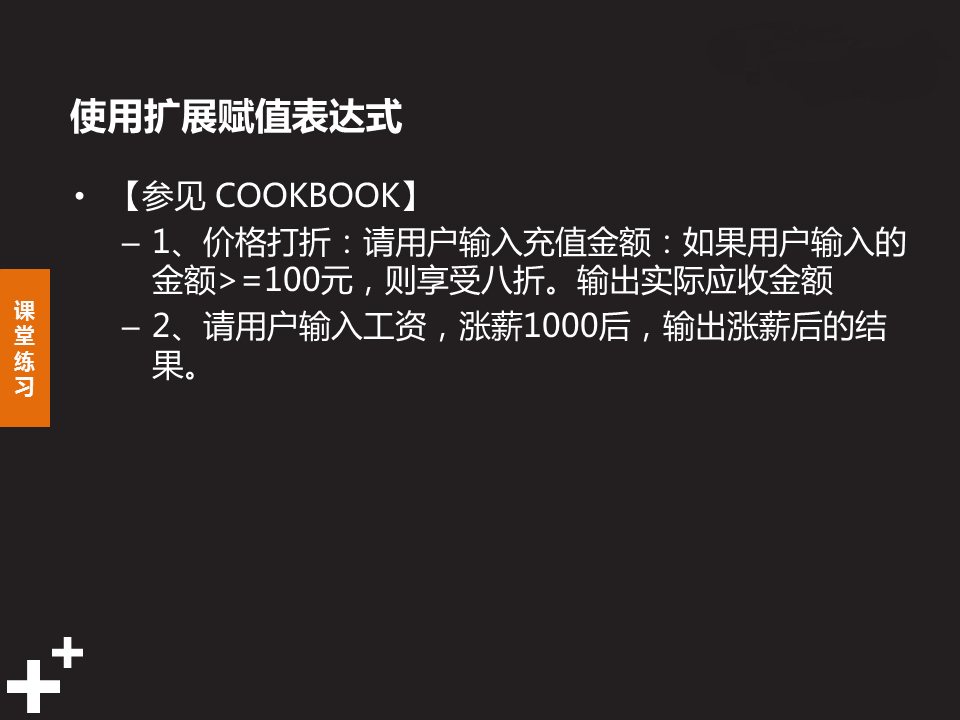 使用扩展赋值表达式
• 【参见 COOKBOOK】
– 1、价格打折：请用户输入充值金额：如果用户输入的
金额>=100元，则享受八折。输出实际应收金额
– 2、请用户输入工资，涨薪1000后，输出涨薪后的结
果。
课
堂
练
习